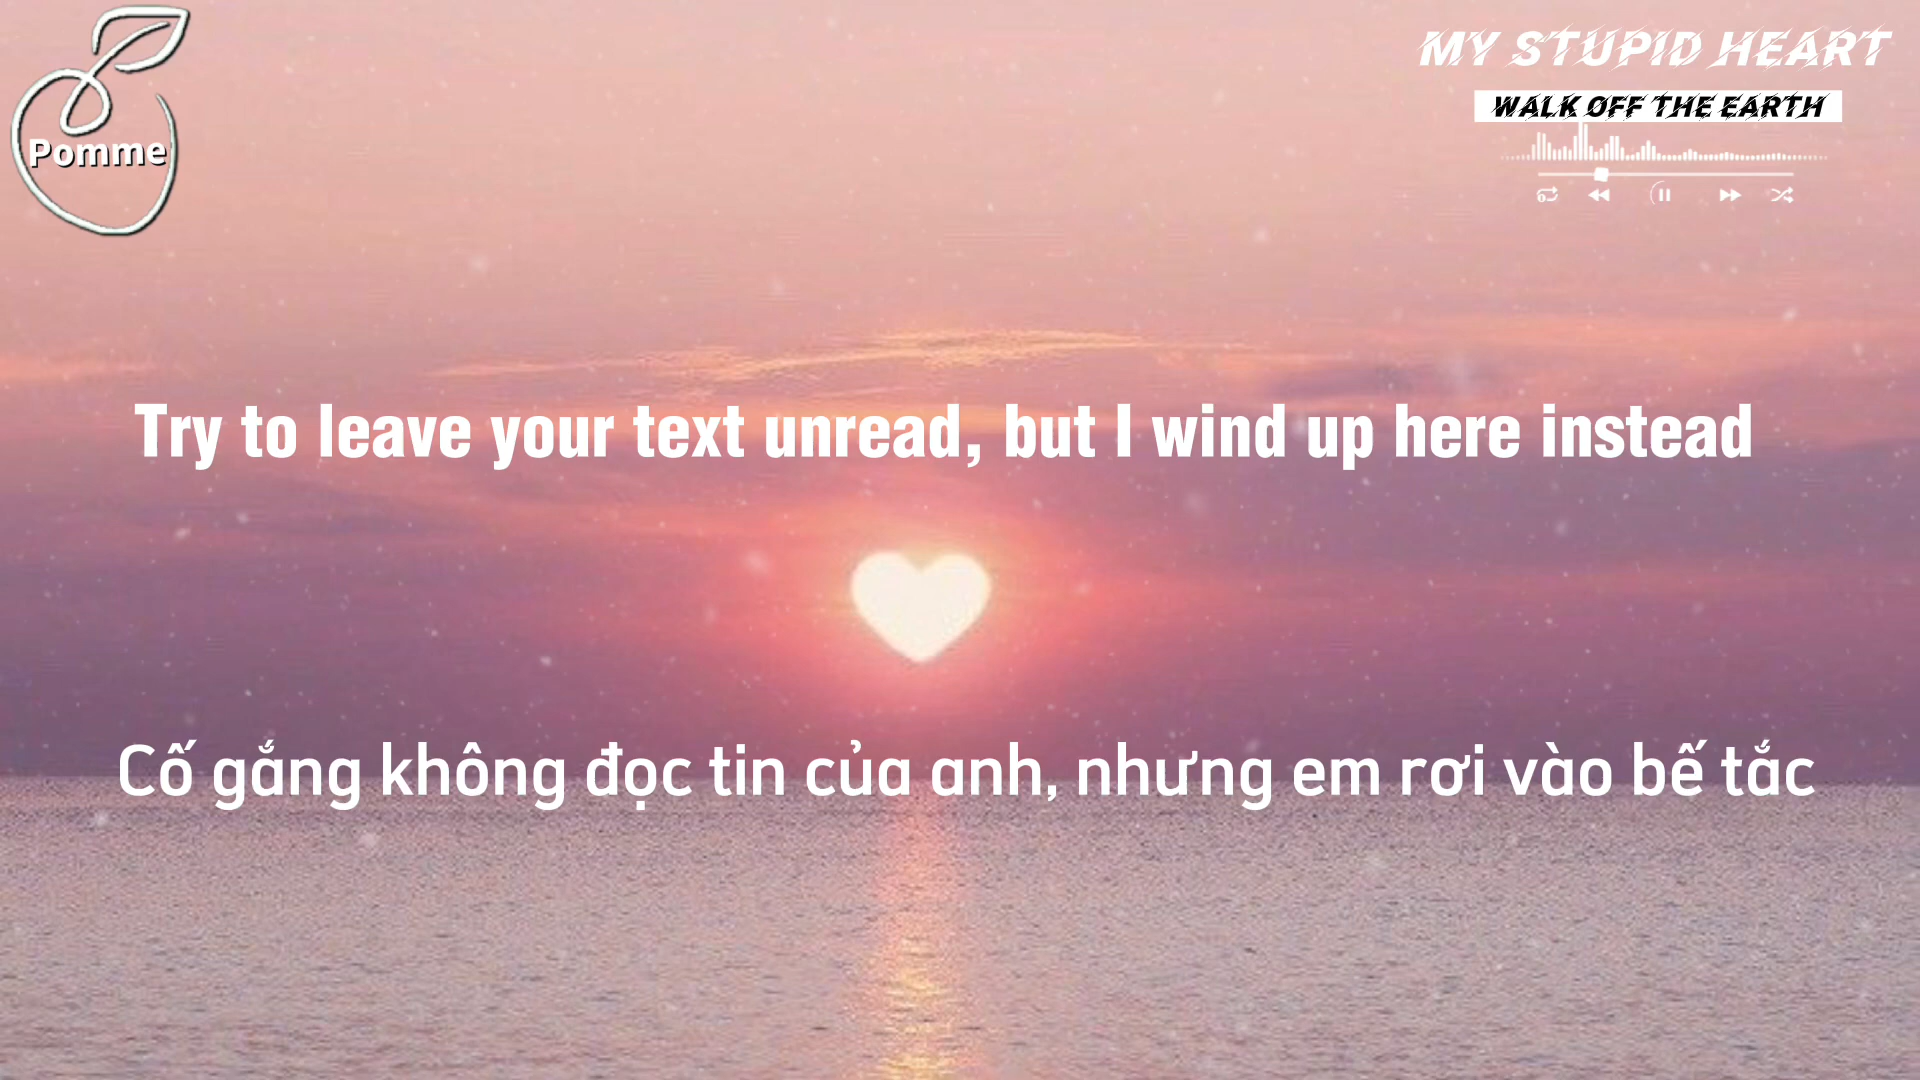 Pomme
MY STUPID HEART
WALK OFF THE EARTH
Try to leave your text unread, but I wind up here instead
Cố gắng không đọc tin của anh, nhưng em rơi vào bế tắc